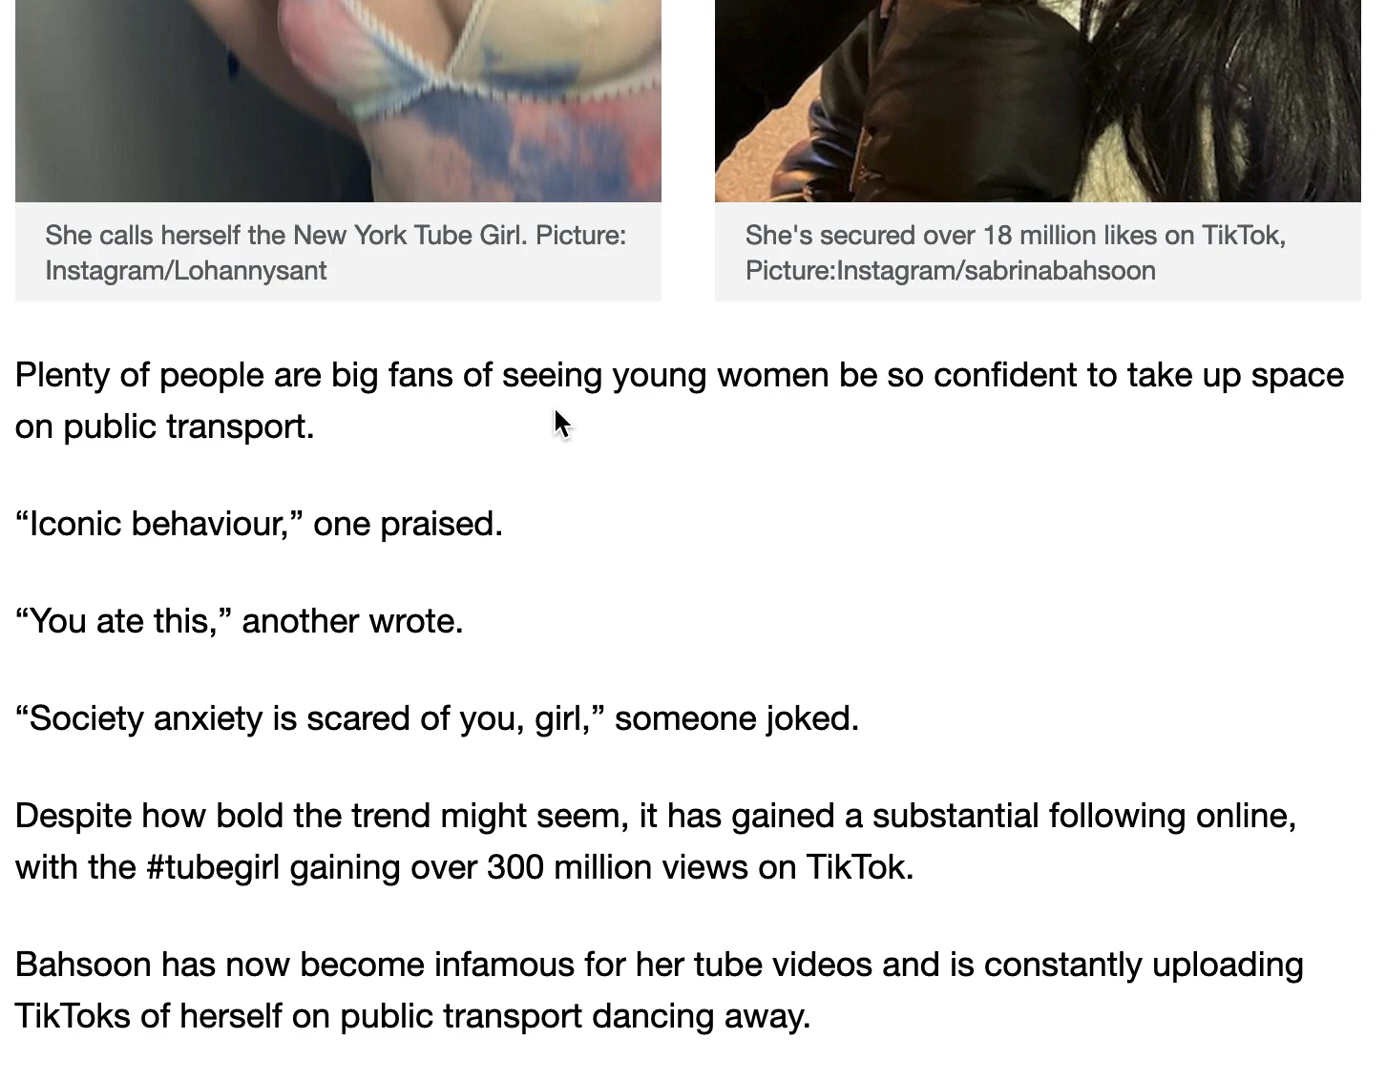 She calls herself the New York Tube Girl. Picture:
Instagram/Lohannysant
She's secured over 18 million likes on TikTok,
Picture:Instagram/sabrinabahsoon
Plenty of people are big fans of seeing young women be so confident to take up space
on public transport.
“Iconic behaviour,” one praised.
“You ate this,” another wrote.
“Society anxiety is scared of you, girl,” someone joked.
Despite how bold the trend might seem, it has gained a substantial following online,
with the #tubegirl gaining over 300 million views on TikTok.
Bahsoon has now become infamous for her tube videos and is constantly uploading
TikToks of herself on public transport dancing away.